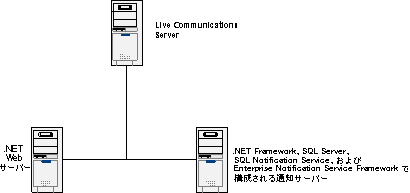 Live Communications
Server
.NET
Web
サーバー
.NET Framework、SQL Server、
SQL Notification Service、および
Enterprise Notification Service Framework で
構成される通知サーバー